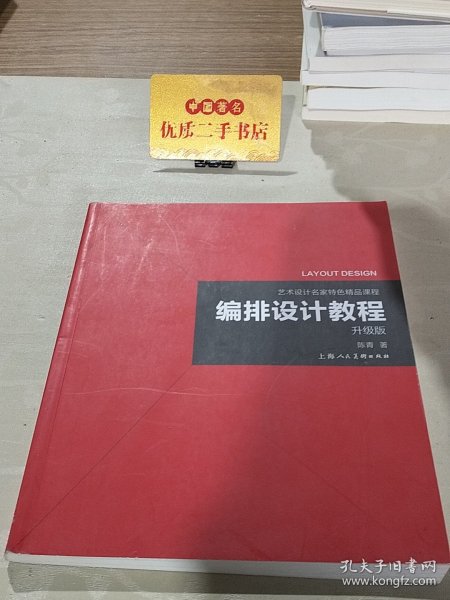 中国著名
优质二手书店
LAYOUT DESIGN
艺术设计名家特色精品课程
编排设计教程
升级版
陈青 著
上海人民美術出版社
孔夫子旧书网
www.kongfz.com